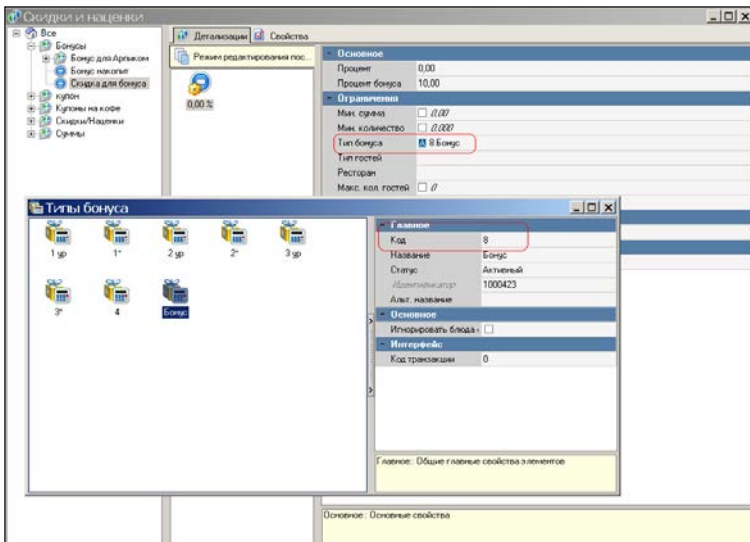 Скидки и наценки
Все
Бонусы
Бонус для Арпиком
Бонус накопит
Скидка для бонуса
купон
Купоны на кофе
Скидки/Наценки
Суммы
Детализации
Свойства
Режим редактирования пос...
0,00 %
Основное
Процент 0,00
Процент бонуса 10,00
Ограничения
Мин. сумма 0,00
Мин. количество 0,000
Тип бонуса 8 Бонус
Тип гостей
Ресторан
Макс. кол. гостей 0
Типы бонуса
1 ур
1*
2 ур
2*
3 ур
3*
4
Бонус
Главное
Код 8
Название Бонус
Статус Активный
Идентификатор 1000423
Альт. название
Основное
Игнорировать блюда
Интерфейс
Код транзакции 0
Главное: Общие главные свойства элементов
Основное: Основные свойства